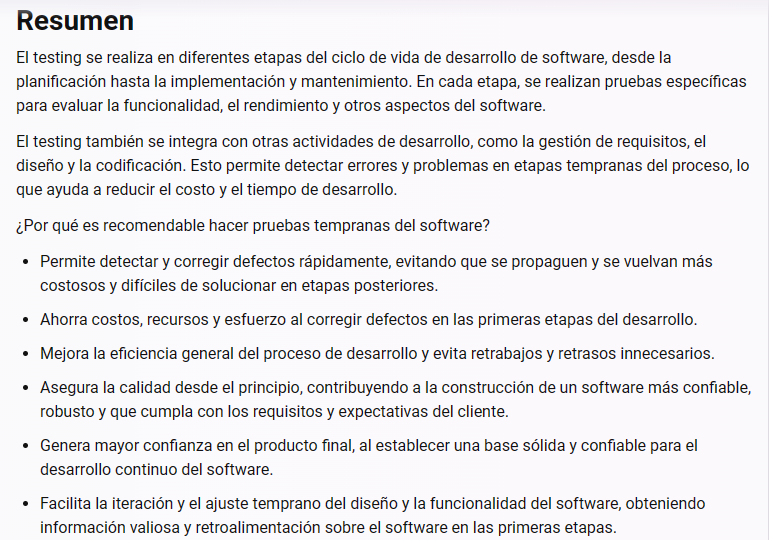 Resumen
El testing se realiza en diferentes etapas del ciclo de vida de desarrollo de software, desde la
planificación hasta la implementación y mantenimiento. En cada etapa, se realizan pruebas específicas
para evaluar la funcionalidad, el rendimiento y otros aspectos del software.
El testing también se integra con otras actividades de desarrollo, como la gestión de requisitos, el
diseño y la codificación. Esto permite detectar errores y problemas en etapas tempranas del proceso, lo
que ayuda a reducir el costo y el tiempo de desarrollo.
¿Por qué es recomendable hacer pruebas tempranas del software?
• Permite detectar y corregir defectos rápidamente, evitando que se propaguen y se vuelvan más
costosos y difíciles de solucionar en etapas posteriores.
• Ahorra costos, recursos y esfuerzo al corregir defectos en las primeras etapas del desarrollo.
• Mejora la eficiencia general del proceso de desarrollo y evita retrabajos y retrasos innecesarios.
• Asegura la calidad desde el principio, contribuyendo a la construcción de un software más confiable,
robusto y que cumpla con los requisitos y expectativas del cliente.
• Genera mayor confianza en el producto final, al establecer una base sólida y confiable para el
desarrollo continuo del software.
• Facilita la iteración y el ajuste temprano del diseño y la funcionalidad del software, obteniendo
información valiosa y retroalimentación sobre el software en las primeras etapas.